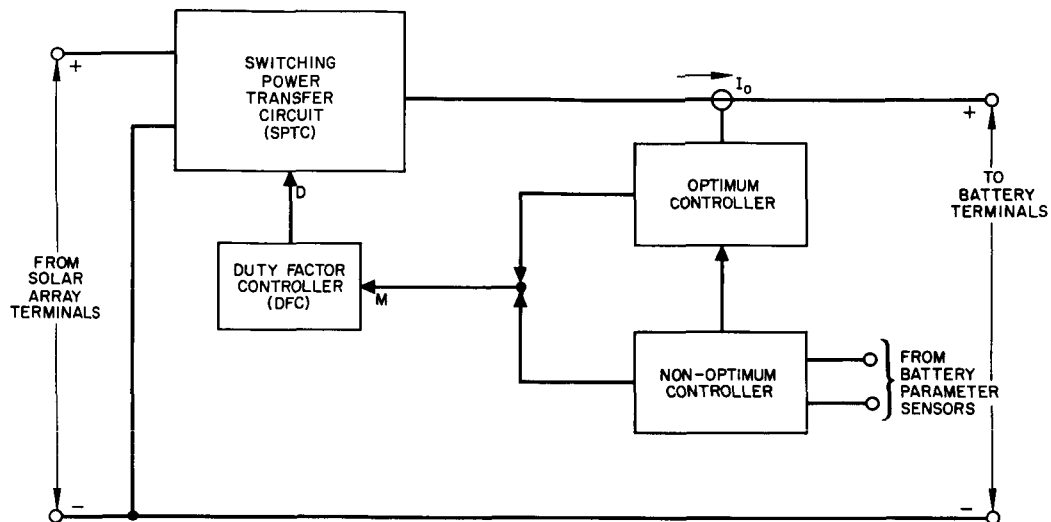 SWITCHING
POWER
TRANSFER
CIRCUIT
(SPTC)
+
I₀
+
D
OPTIMUM
CONTROLLER
TO
BATTERY
TERMINALS
FROM
SOLAR
ARRAY
TERMINALS
DUTY FACTOR
CONTROLLER
(DFC)
M
NON-OPTIMUM
CONTROLLER
FROM
BATTERY
PARAMETER
SENSORS
-
-